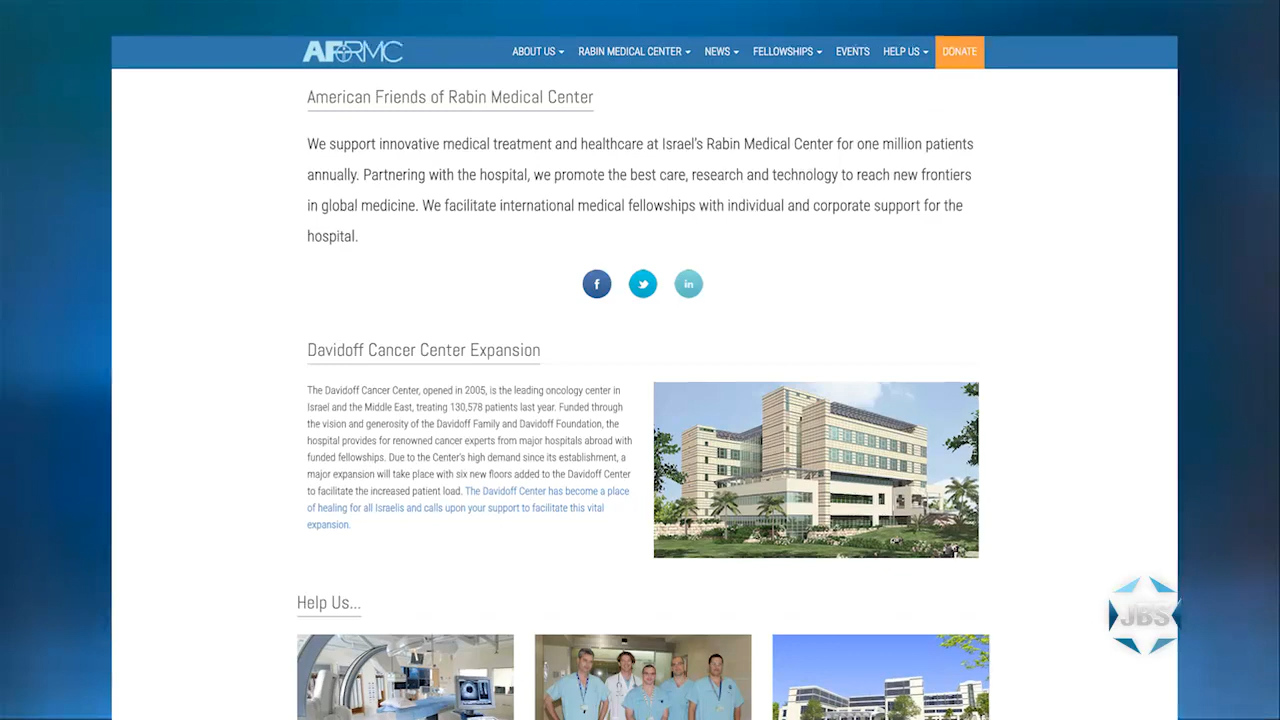 AFRMC
ABOUT US
RABIN MEDICAL CENTER
NEWS
FELLOWSHIPS
EVENTS
HELP US
DONATE
American Friends of Rabin Medical Center
We support innovative medical treatment and healthcare at Israel's Rabin Medical Center for one million patients
annually. Partnering with the hospital, we promote the best care, research and technology to reach new frontiers
in global medicine. We facilitate international medical fellowships with individual and corporate support for the
hospital.
f
in
Davidoff Cancer Center Expansion
The Davidoff Cancer Center, opened in 2005, is the leading oncology center in
Israel and the Middle East, treating 130,578 patients last year. Funded through
the vision and generosity of the Davidoff Family and Davidoff Foundation, the
hospital provides for renowned cancer experts from major hospitals abroad with
funded fellowships. Due to the Center's high demand since its establishment, a
major expansion will take place with six new floors added to the Davidoff Center
to facilitate the increased patient load. The Davidoff Center has become a place
of healing for all Israelis and calls upon your support to facilitate this vital
expansion.
Help Us...
JBS